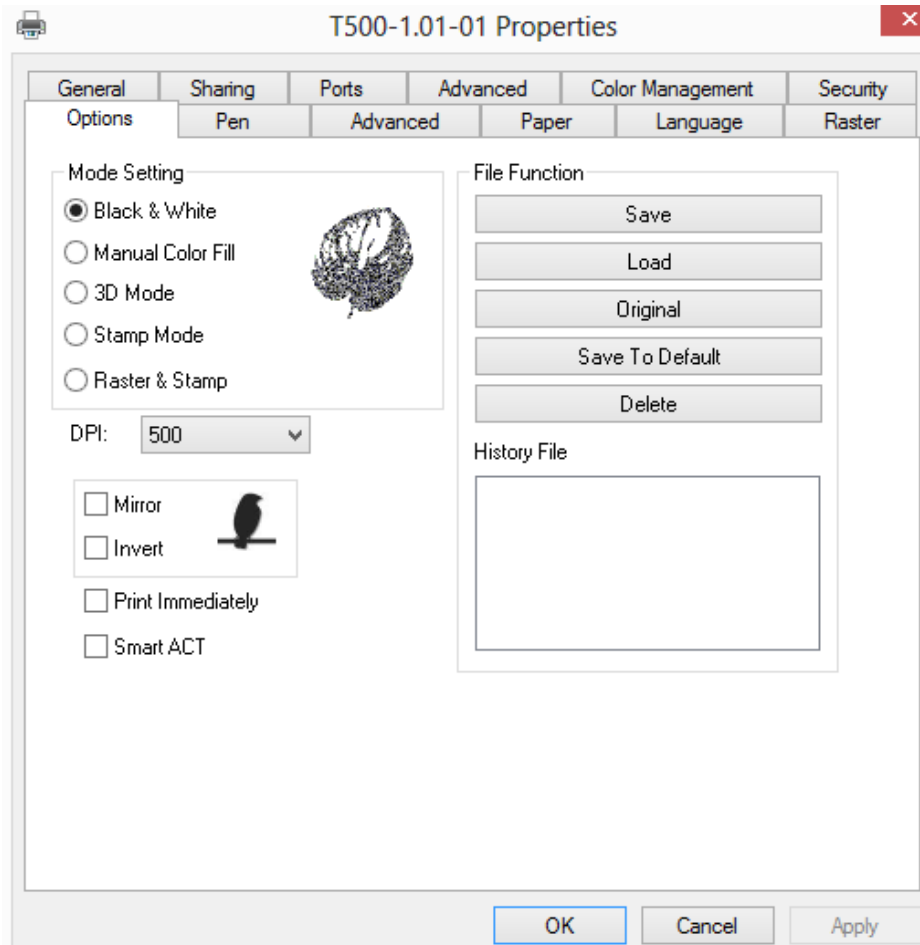 T500-1.01-01 Properties
General Sharing Ports Advanced Color Management Security
Options Pen Advanced Paper Language Raster
Mode Setting
Black & White
Manual Color Fill
3D Mode
Stamp Mode
Raster & Stamp
DPI: 500
Mirror
Invert
Print Immediately
Smart ACT
File Function
Save
Load
Original
Save To Default
Delete
History File
OK Cancel Apply